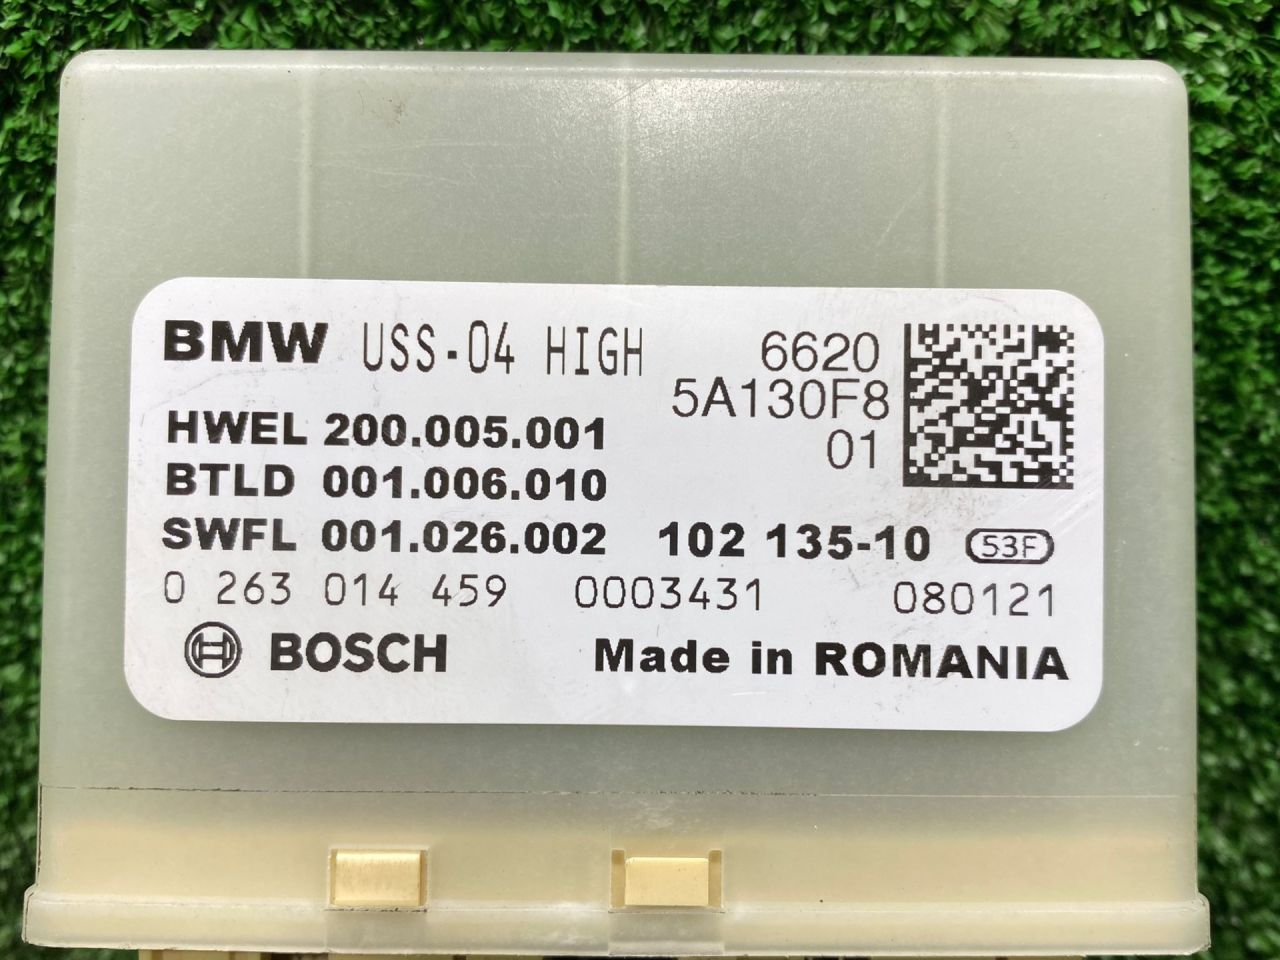 BMW USS-04 HIGH 6620
5A130F8
HWEL 200.005.001 01
BTLD 001.006.010
SWFL 001.026.002 102 135-10 53F
0 263 014 459 0003431 080121
BOSCH Made in ROMANIA